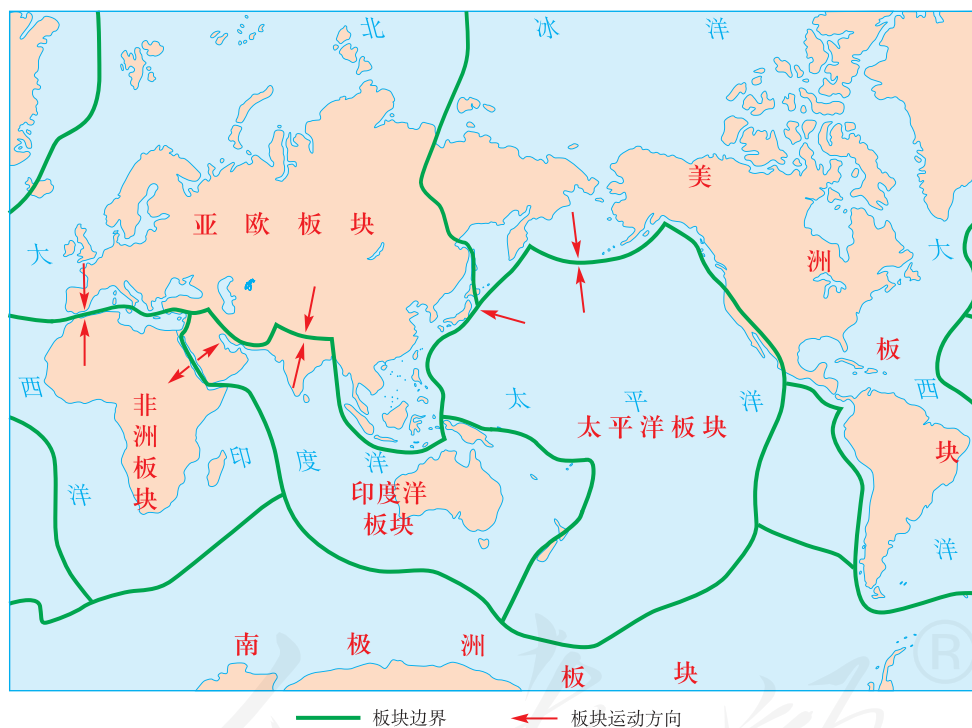 北冰洋
亚欧板块
美洲板块
大西洋
大西洋
太平洋
太平洋板块
非洲板块
印度洋
印度洋
板块
南极洲板块
板块边界
板块运动方向
®